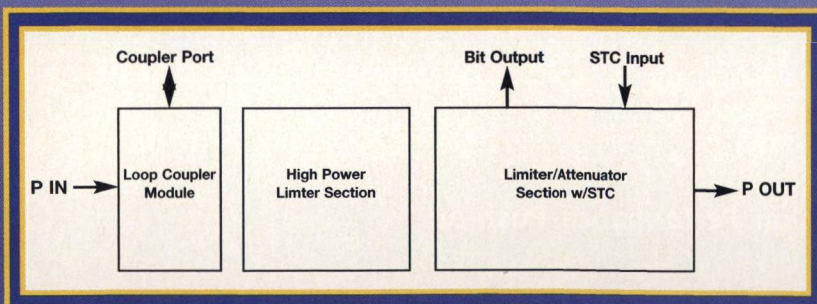 Coupler Port
Bit Output
STC Input
P IN
Loop Coupler
Module
High Power
Limter Section
Limiter/Attenuator
Section w/STC
P OUT